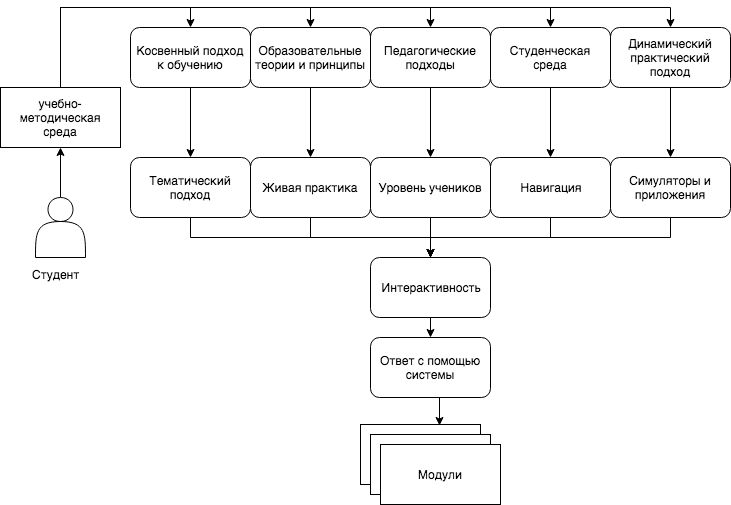 Косвенный подход
к обучению
Образовательные
теории и принципы
Педагогические
подходы
Студенческая
среда
Динамический
практический
подход
учебно-
методическая
среда
Тематический
подход
Живая практика
Уровень учеников
Навигация
Симуляторы и
приложения
Студент
Интерактивность
Ответ с помощью
системы
Модули